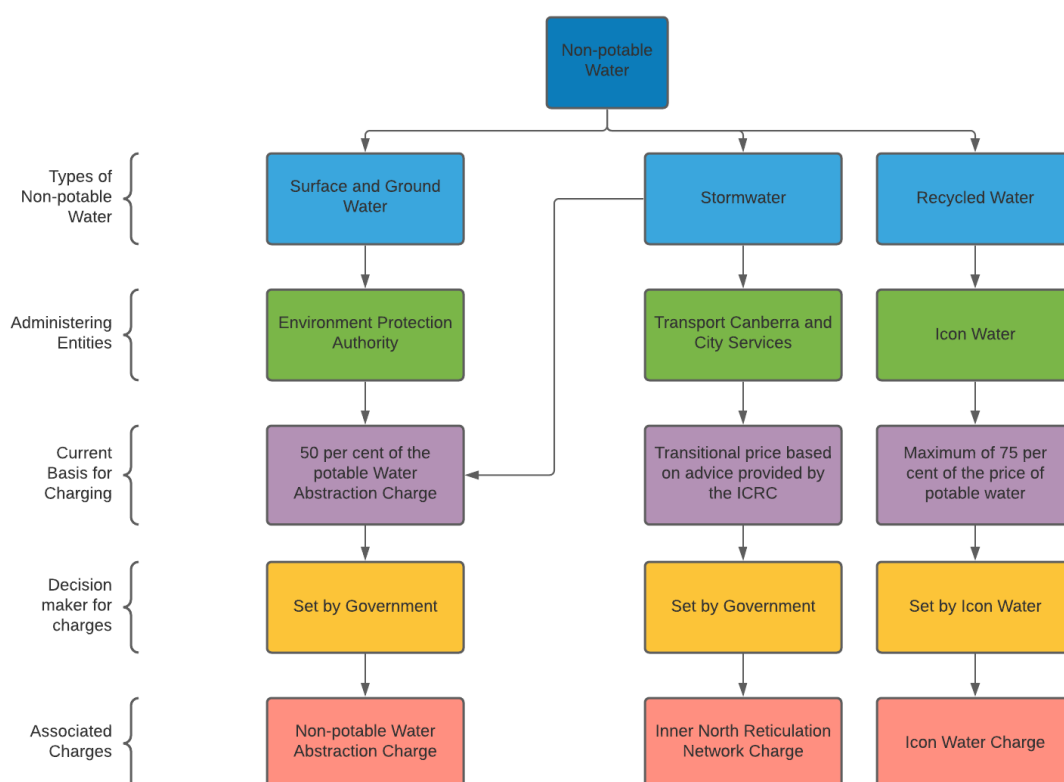 Non-potable
Water
Types of
Non-potable
Water
Surface and Ground
Water
Stormwater
Recycled Water
Administering
Entities
Environment Protection
Authority
Transport Canberra and
City Services
Icon Water
Current
Basis for
Charging
50 per cent of the
potable Water
Abstraction Charge
Transitional price based
on advice provided by
the ICRC
Maximum of 75 per
cent of the price of
potable water
Decision
maker for
charges
Set by Government
Set by Government
Set by Icon Water
Associated
Charges
Non-potable Water
Abstraction Charge
Inner North Reticulation
Network Charge
Icon Water Charge